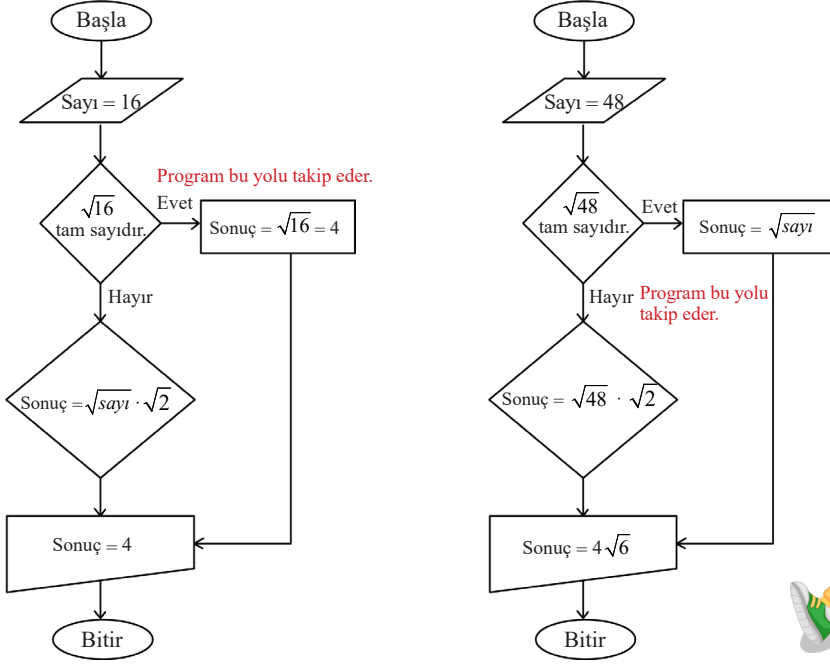 Başla
Sayı = 16
Program bu yolu takip eder.
√16
tam sayıdır.
Evet
Sonuç = √16 = 4
Hayır
Sonuç = √sayı · √2
Sonuç = 4
Bitir
Başla
Sayı = 48
√48
tam sayıdır.
Evet
Sonuç = √sayı
Hayır
Program bu yolu
takip eder.
Sonuç = √48 · √2
Sonuç = 4√6
Bitir